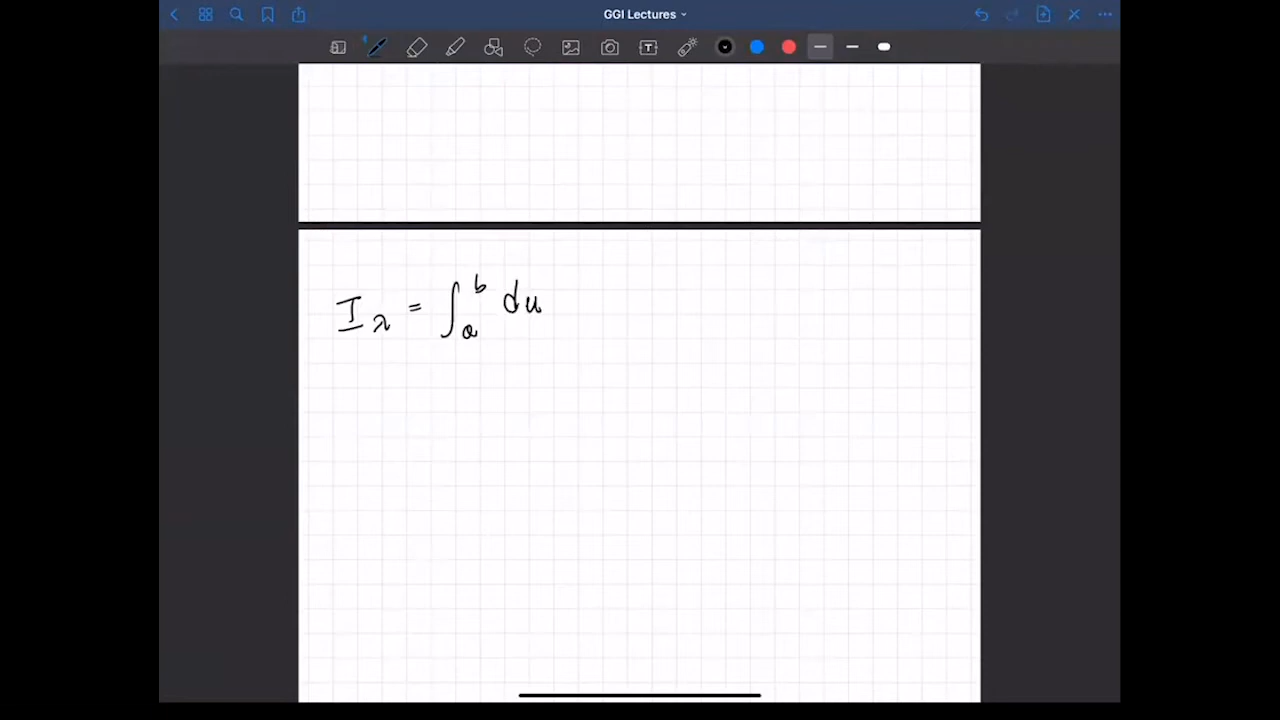 GGI Lectures
I_λ = ∫_a^b du